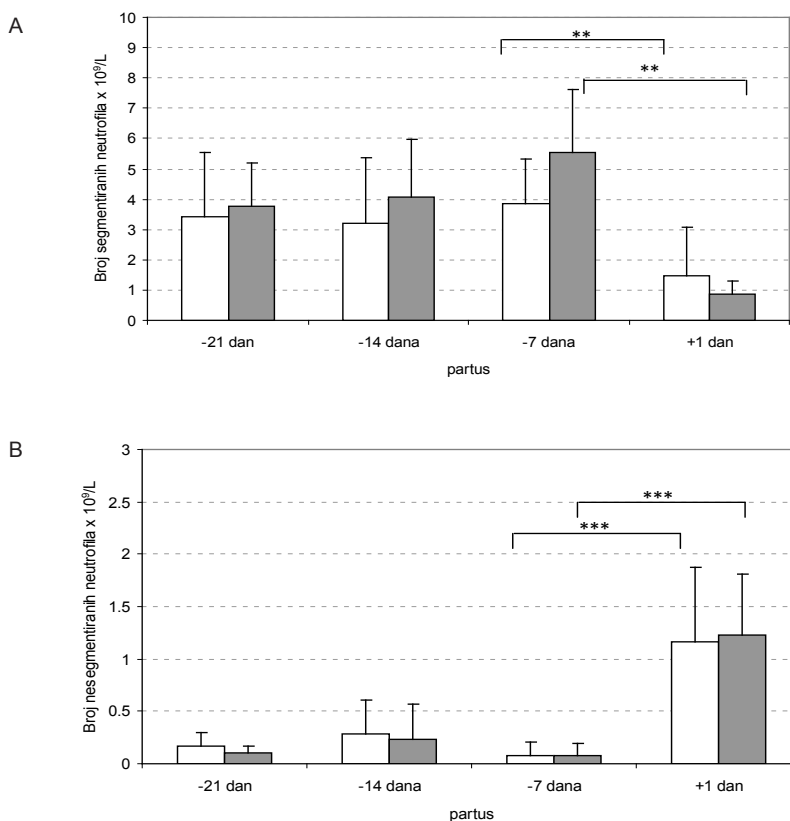 A
Broj segmentiranih neutrofila x 10⁹/L
10
9
8
7
6
5
4
3
2
1
0
**
**
-21 dan -14 dana -7 dana +1 dan
partus
B
Broj nesegmentiranih neutrofila x 10⁹/L
3
2.5
2
1.5
1
0.5
0
***
***
-21 dan -14 dana -7 dana +1 dan
partus